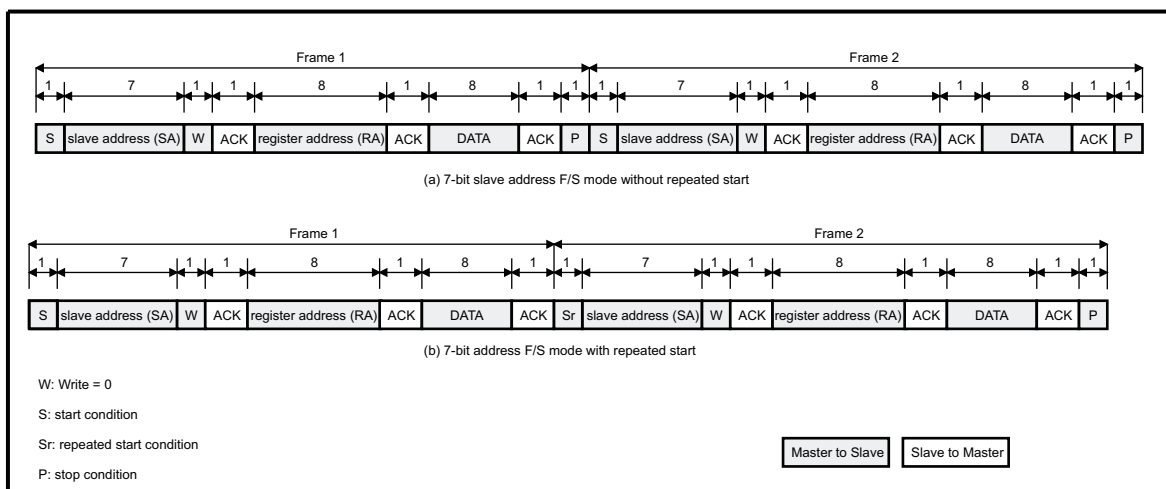 Frame 1 Frame 2
1 7 1 1 8 1 8 1 1 1 7 1 1 8 1 8 1 1
S slave address (SA) W ACK register address (RA) ACK DATA ACK P S slave address (SA) W ACK register address (RA) ACK DATA ACK P
(a) 7-bit slave address F/S mode without repeated start
Frame 1 Frame 2
1 7 1 1 8 1 8 1 1 7 1 1 8 1 8 1 1
S slave address (SA) W ACK register address (RA) ACK DATA ACK Sr slave address (SA) W ACK register address (RA) ACK DATA ACK P
(b) 7-bit address F/S mode with repeated start
W: Write = 0
S: start condition
Sr: repeated start condition
Master to Slave Slave to Master
P: stop condition